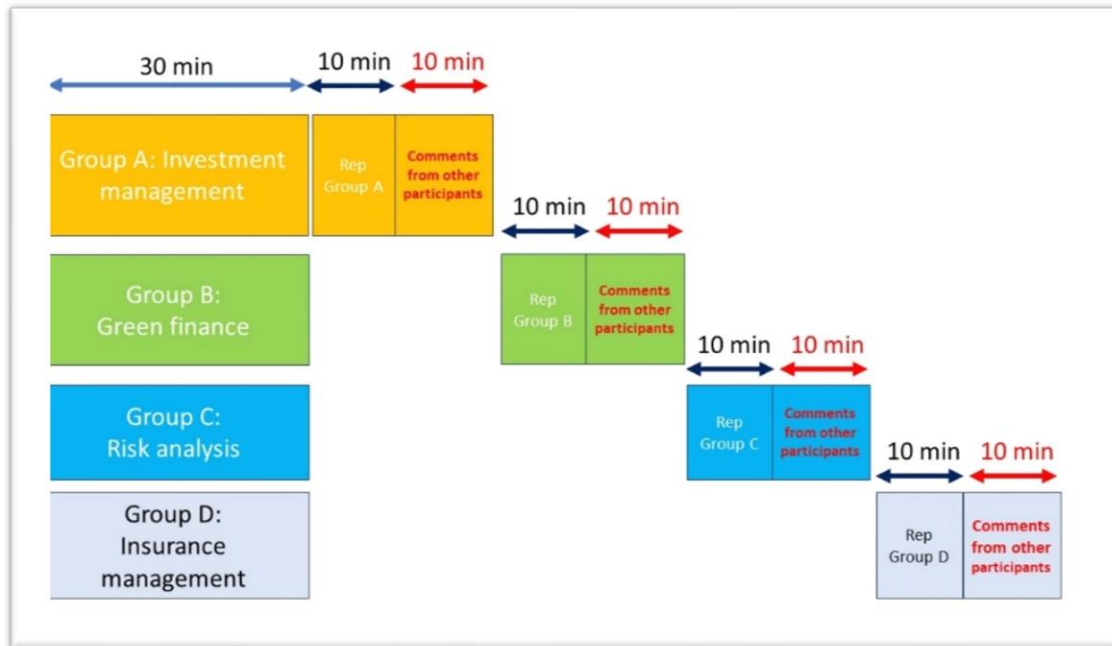 30 min
10 min
10 min
Group A: Investment
management
Rep
Group A
Comments
from other
participants
10 min
10 min
Group B:
Green finance
Rep
Group B
Comments
from other
participants
10 min
10 min
Group C:
Risk analysis
Rep
Group C
Comments
from other
participants
10 min
10 min
Group D:
Insurance
management
Rep
Group D
Comments
from other
participants